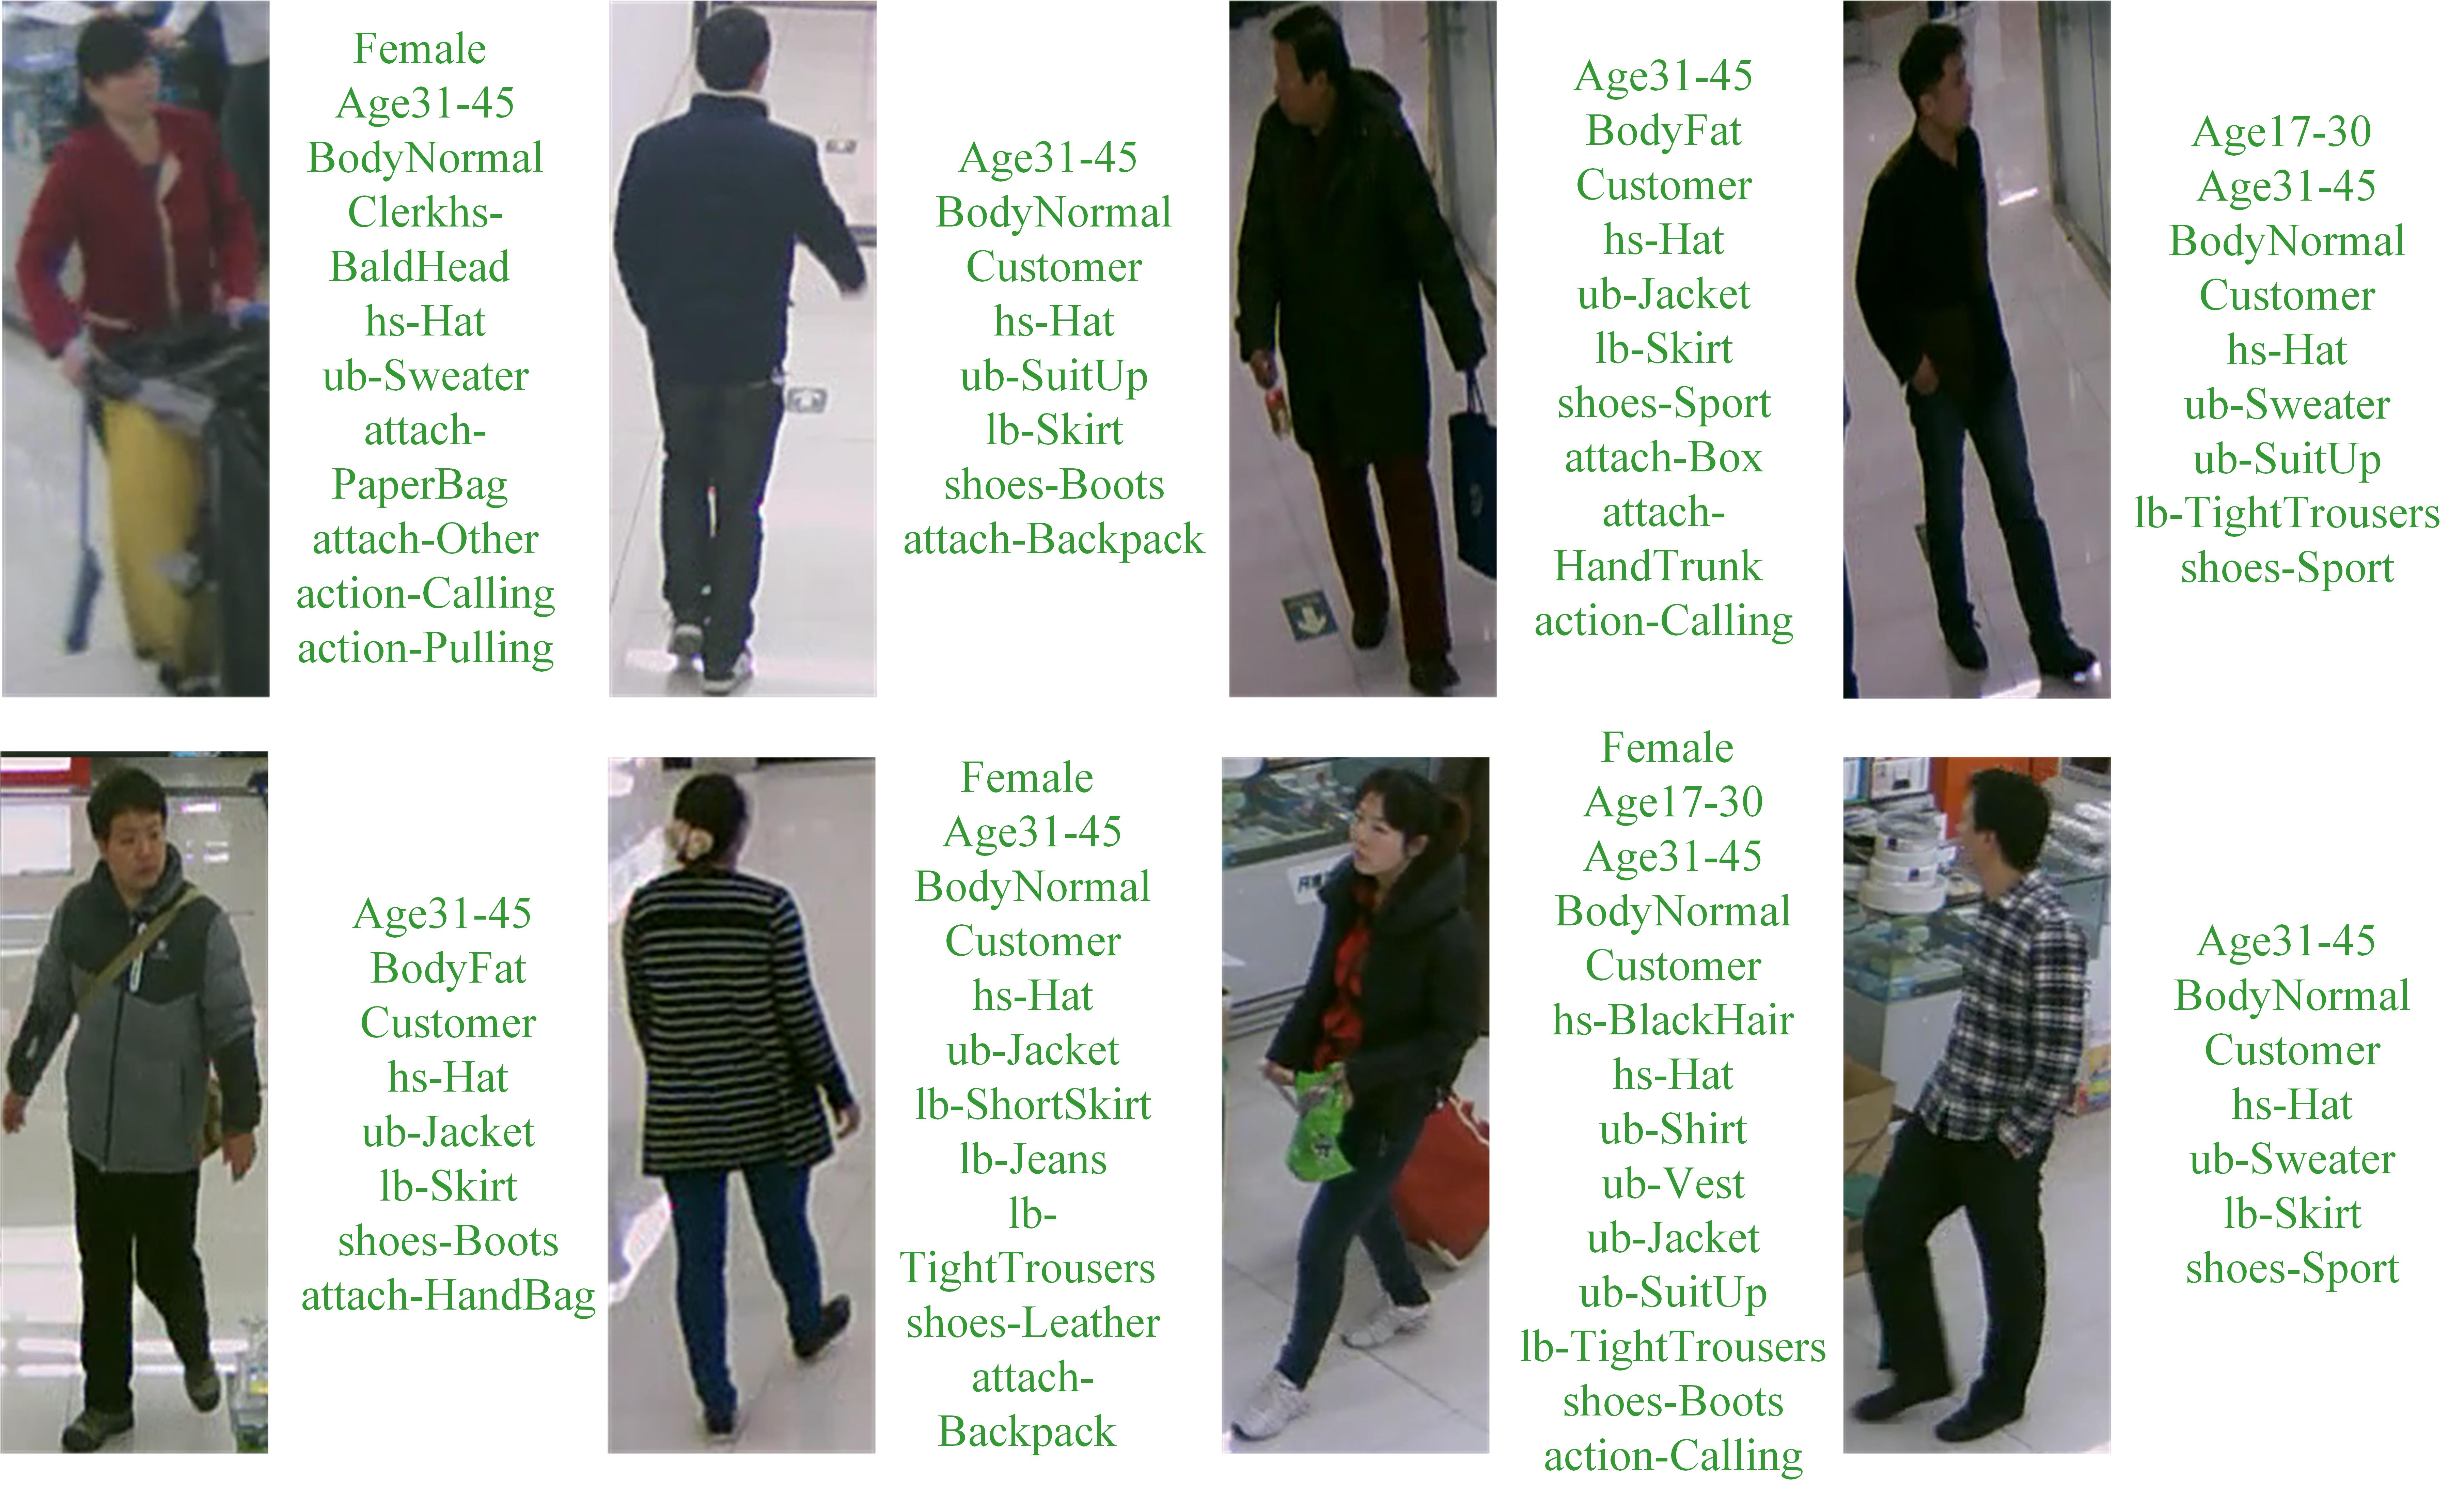 Female
Age31-45
BodyNormal
Clerkhs-
BaldHead
hs-Hat
ub-Sweater
attach-
PaperBag
attach-Other
action-Calling
action-Pulling
Age31-45
BodyNormal
Customer
hs-Hat
ub-SuitUp
lb-Skirt
shoes-Boots
attach-Backpack
Age31-45
BodyFat
Customer
hs-Hat
ub-Jacket
lb-Skirt
shoes-Sport
attach-Box
attach-
HandTrunk
action-Calling
Age17-30
Age31-45
BodyNormal
Customer
hs-Hat
ub-Sweater
ub-SuitUp
lb-TightTrousers
shoes-Sport
Age31-45
BodyFat
Customer
hs-Hat
ub-Jacket
lb-Skirt
shoes-Boots
attach-HandBag
Female
Age31-45
BodyNormal
Customer
hs-Hat
ub-Jacket
lb-ShortSkirt
lb-Jeans
lb-
TightTrousers
shoes-Leather
attach-
Backpack
Female
Age17-30
Age31-45
BodyNormal
Customer
hs-BlackHair
hs-Hat
ub-Shirt
ub-Vest
ub-Jacket
ub-SuitUp
lb-TightTrousers
shoes-Boots
action-Calling
Age31-45
BodyNormal
Customer
hs-Hat
ub-Sweater
lb-Skirt
shoes-Sport